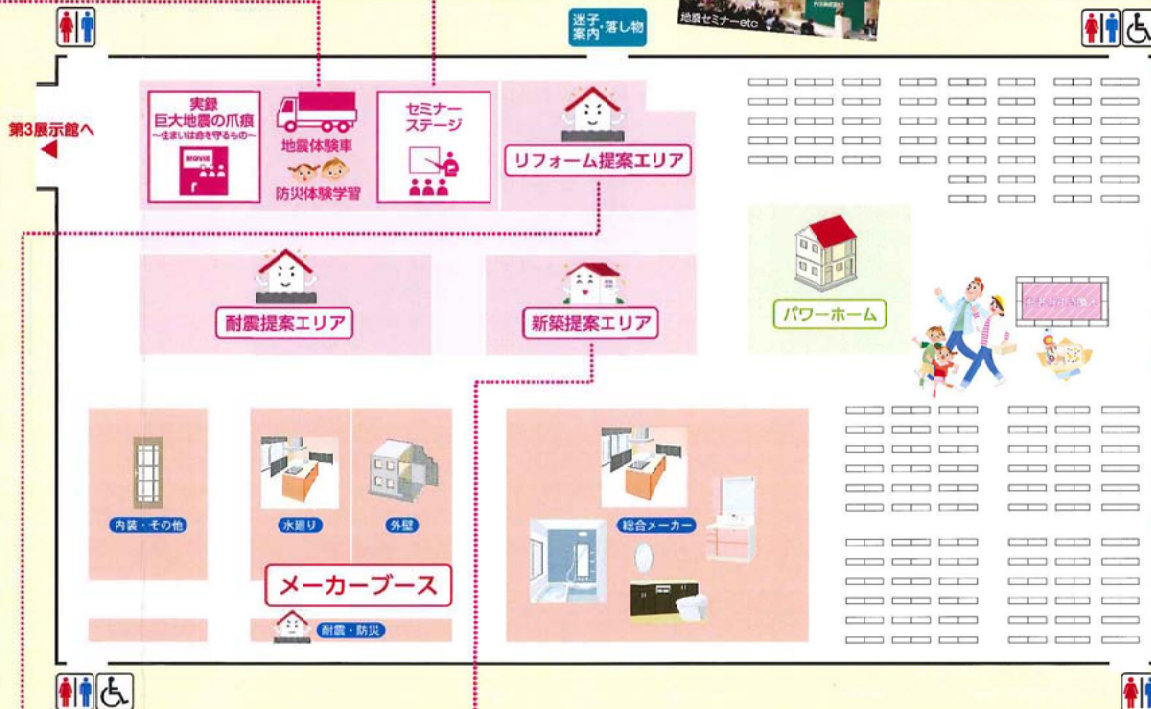 地震セミナーetc
迷子・落し物
案内
第3展示館へ
実録
巨大地震の爪痕
～住まいは命を守るもの～
MOVIE
地震体験車
防災体験学習
セミナー
ステージ
リフォーム提案エリア
耐震提案エリア
新築提案エリア
パワーホーム
内装・その他
水廻り
外壁
総合メーカー
メーカーブース
耐震・防災